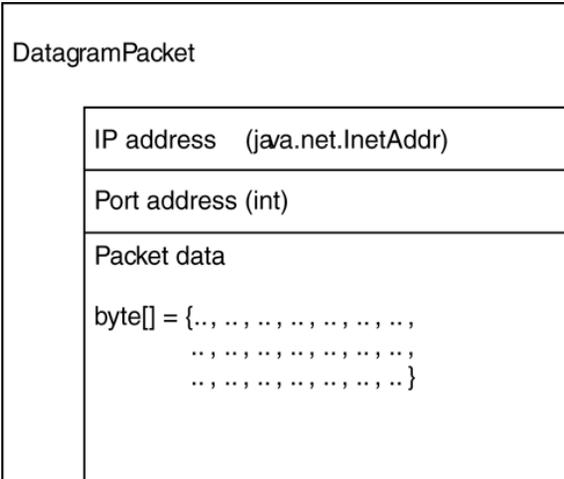 DatagramPacket
IP address (java.net.InetAddr)
Port address (int)
Packet data
byte[] = {.. , .. , .. , .. , .. , .. , .. ,
.. , .. , .. , .. , .. , .. , .. ,
.. , .. , .. , .. , .. , .. , .. }